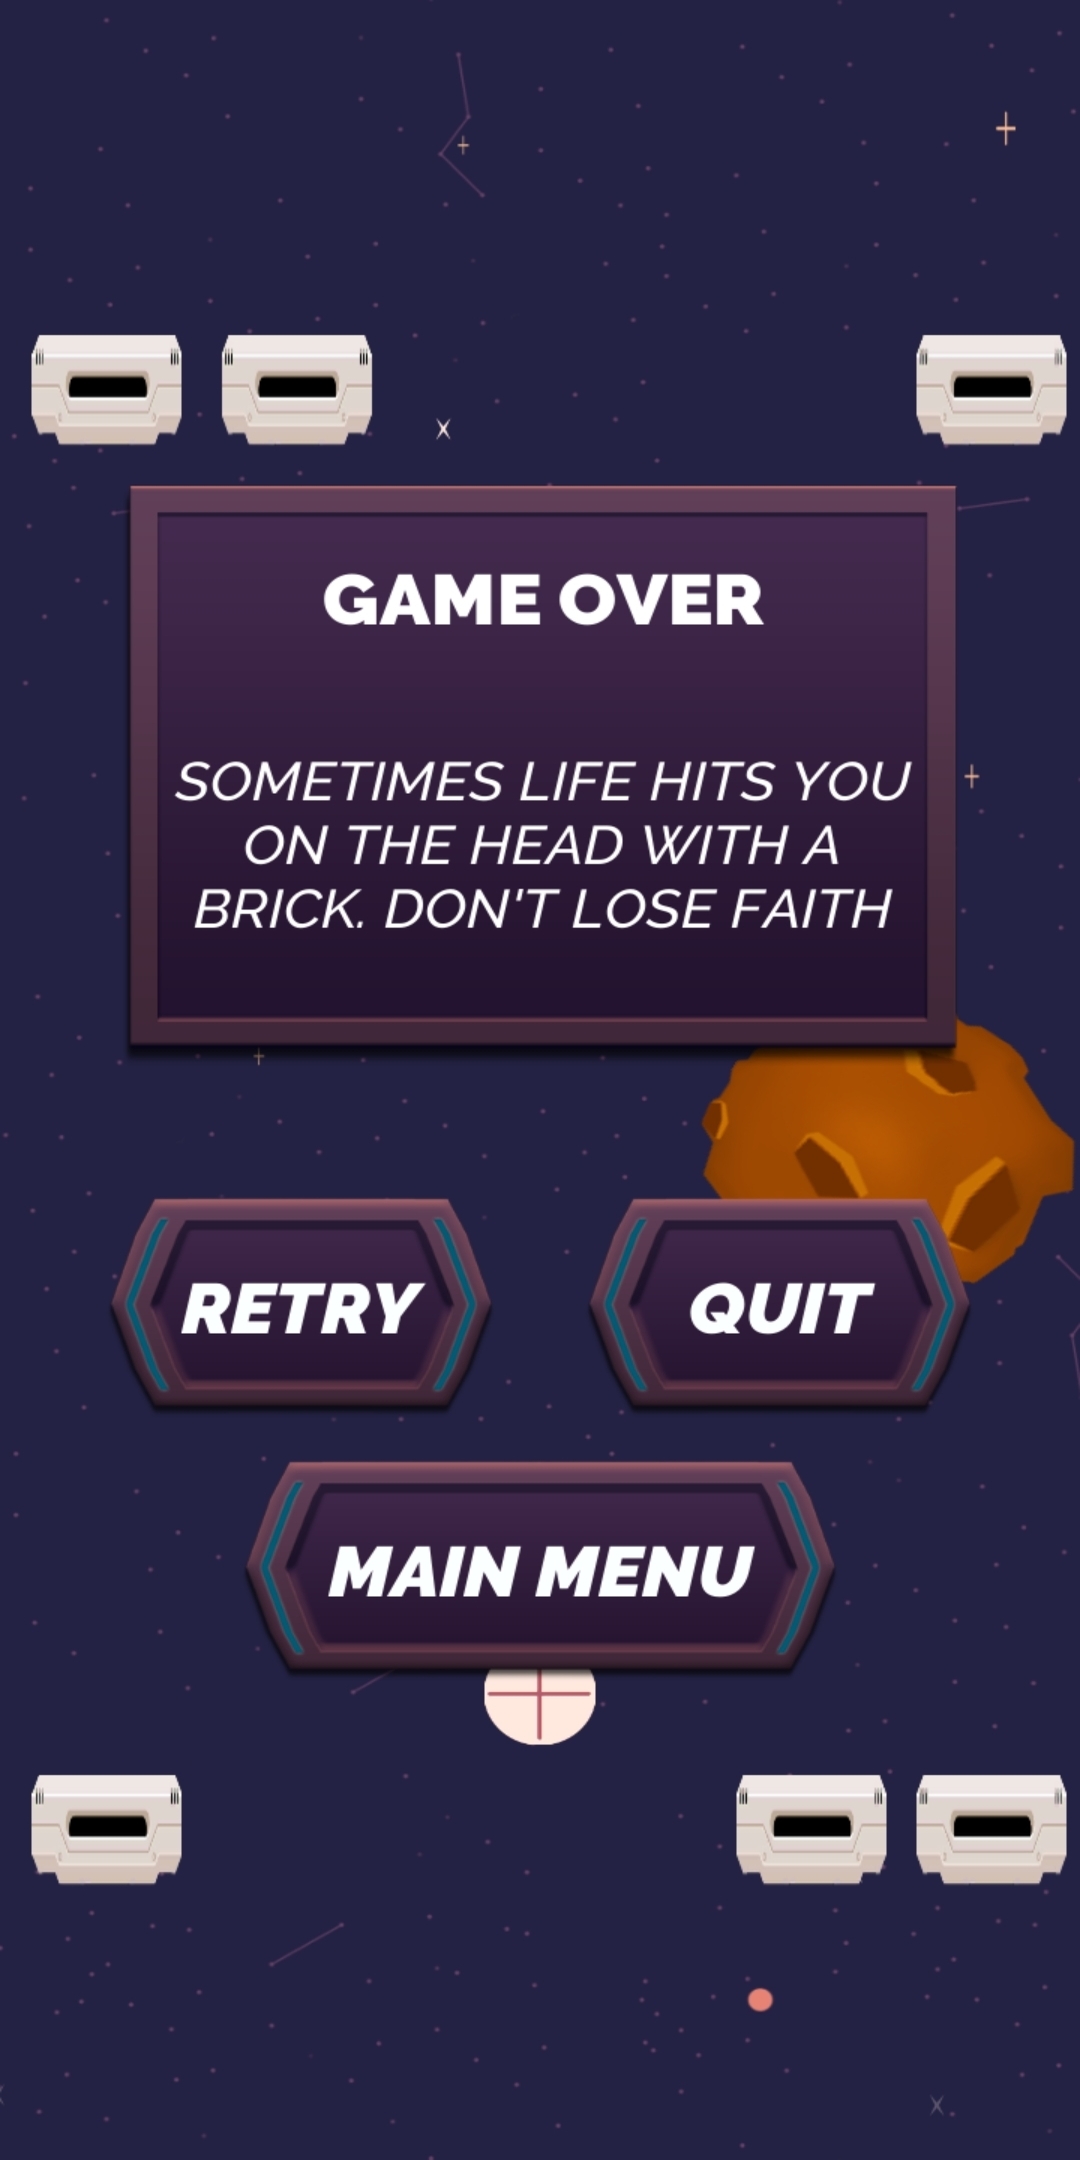 GAME OVER
SOMETIMES LIFE HITS YOU
ON THE HEAD WITH A
BRICK. DON'T LOSE FAITH
RETRY
QUIT
MAIN MENU